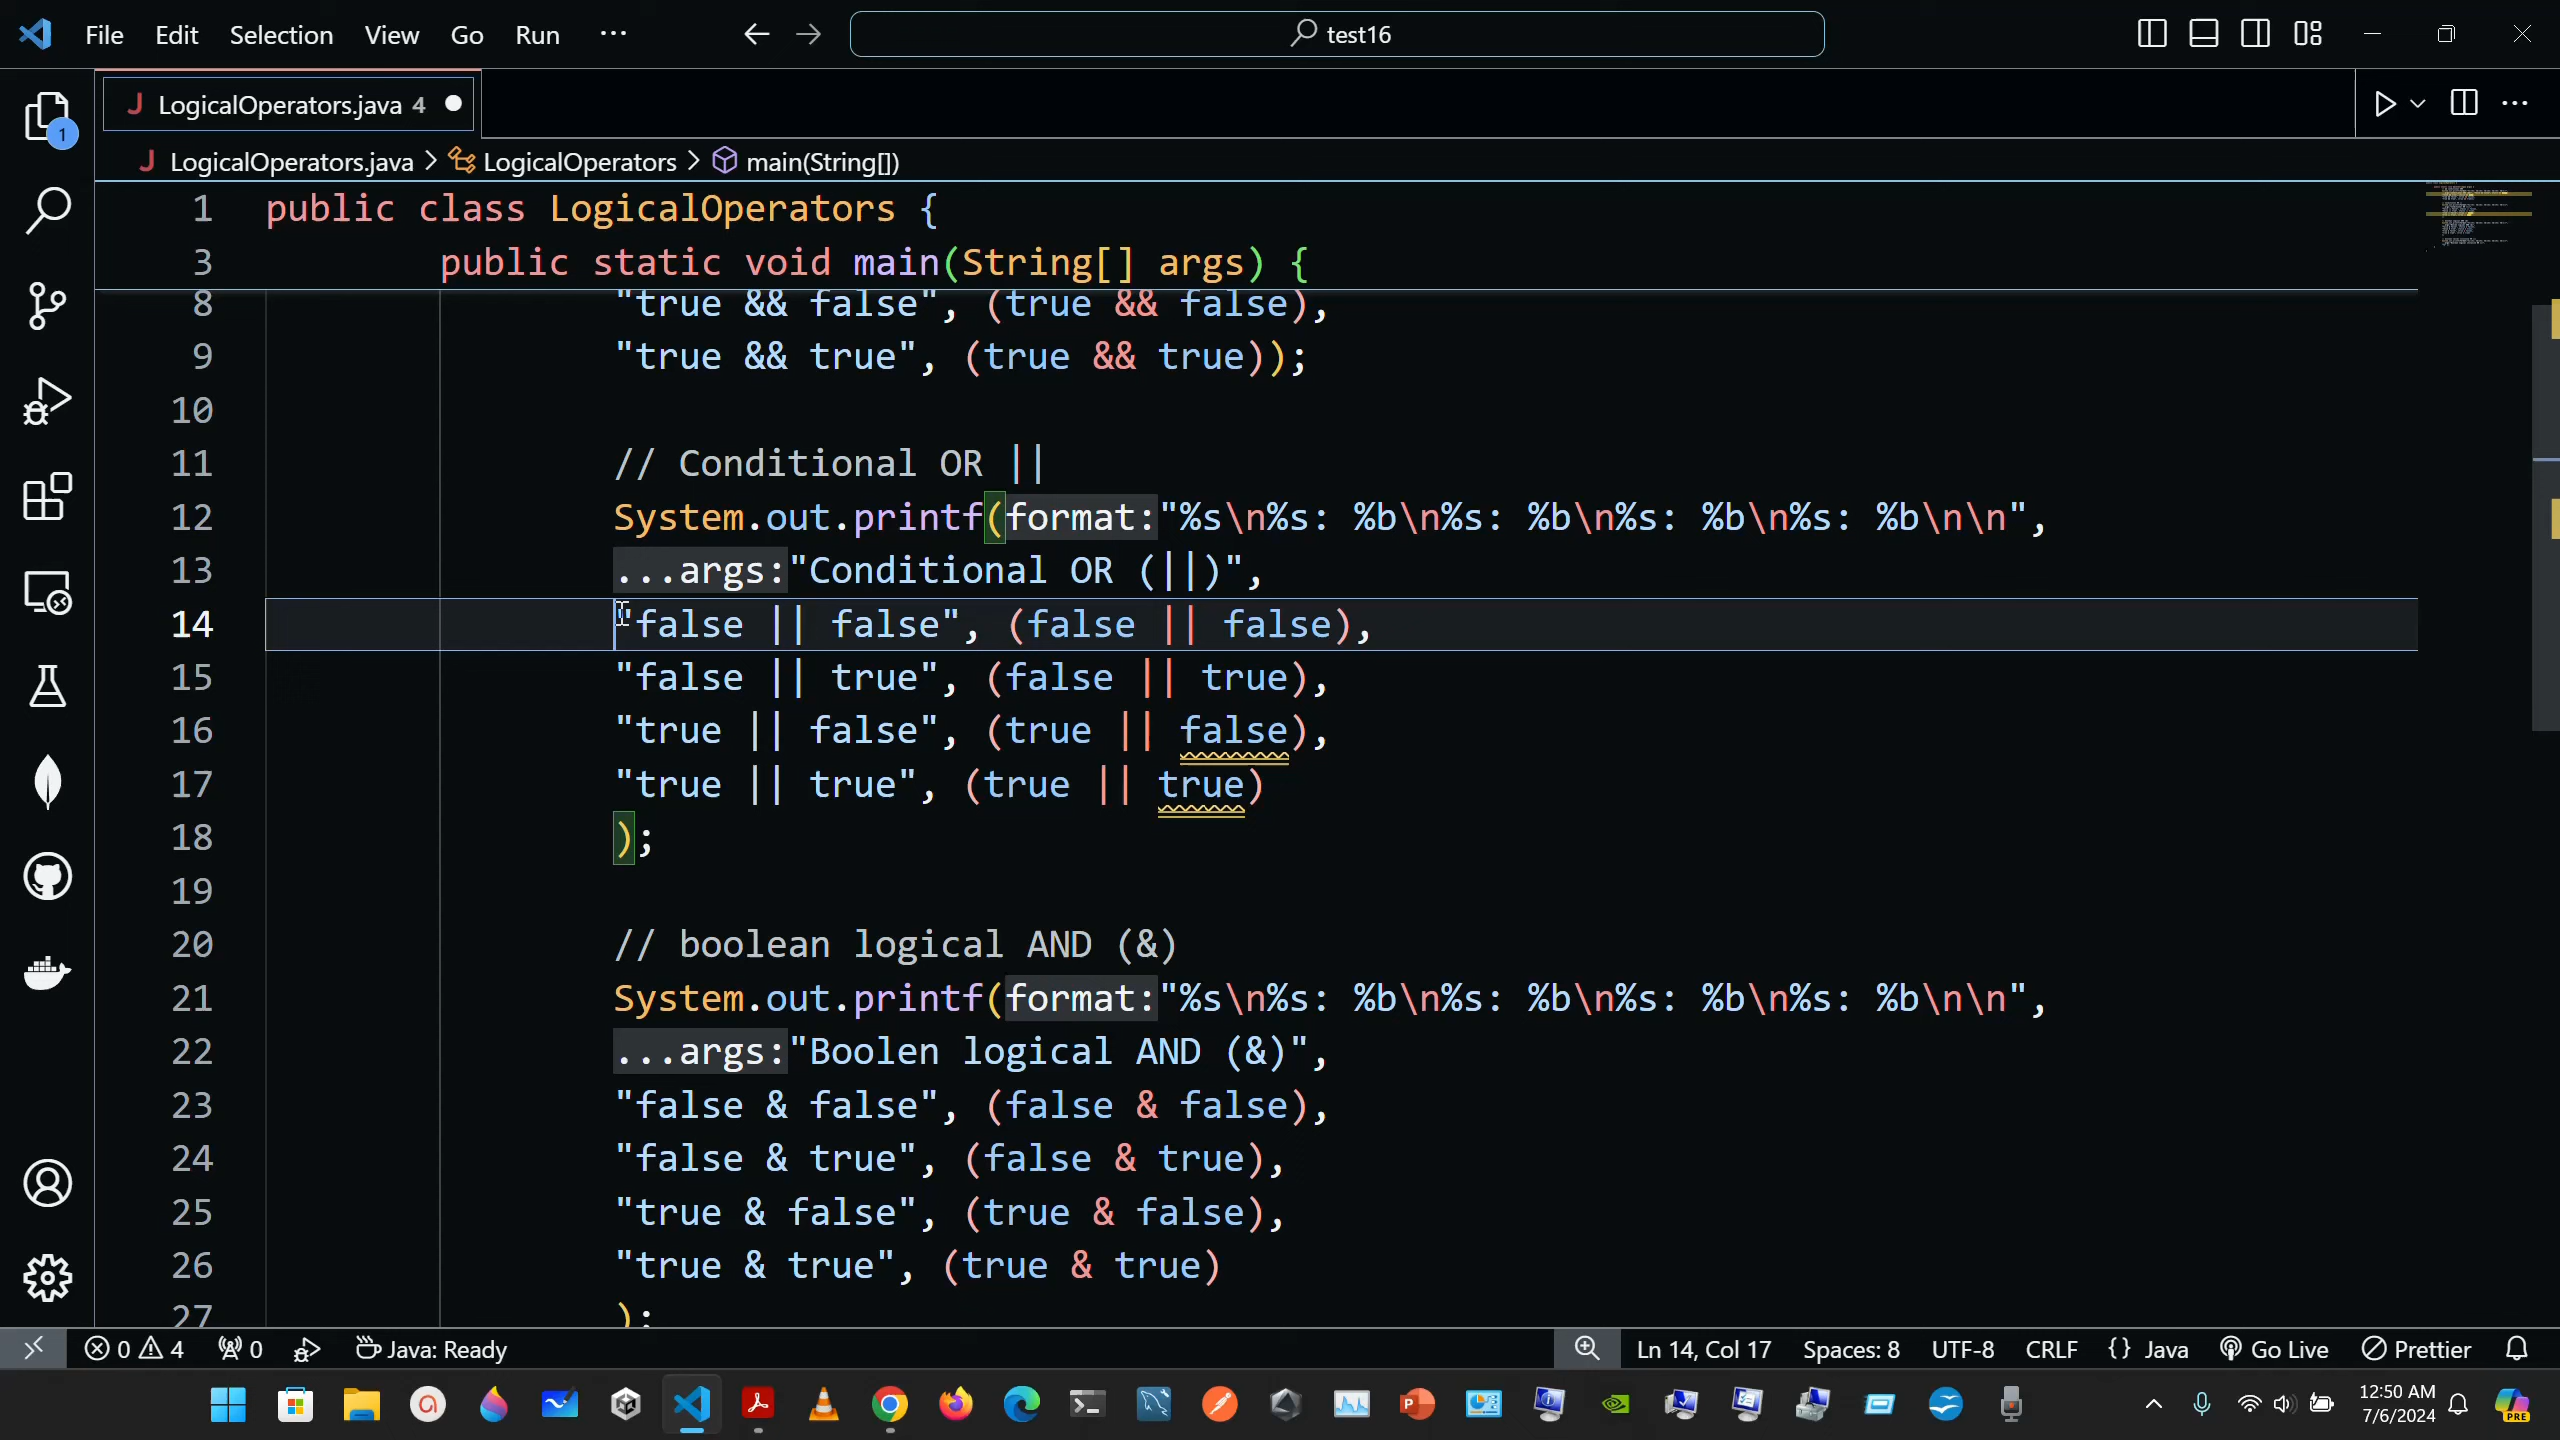 File Edit Selection View Go Run ··· test16
LogicalOperators.java 4
LogicalOperators.java > LogicalOperators > main(String[])
1 public class LogicalOperators {
3 public static void main(String[] args) {
8 "true && false", (true && false),
9 "true && true", (true && true));
10
11 // Conditional OR ||
12 System.out.printf(format:"%s\n%s: %b\n%s: %b\n%s: %b\n%s: %b\n\n",
13 ...args:"Conditional OR (||)",
14 "false || false", (false || false),
15 "false || true", (false || true),
16 "true || false", (true || false),
17 "true || true", (true || true)
18 );
19
20 // boolean logical AND (&)
21 System.out.printf(format:"%s\n%s: %b\n%s: %b\n%s: %b\n%s: %b\n\n",
22 ...args:"Boolen logical AND (&)",
23 "false & false", (false & false),
24 "false & true", (false & true),
25 "true & false", (true & false),
26 "true & true", (true & true)
27 );
1
0 4 0 Java: Ready Ln 14, Col 17 Spaces: 8 UTF-8 CRLF {} Java Go Live Prettier
12:50 AM
7/6/2024
PRE